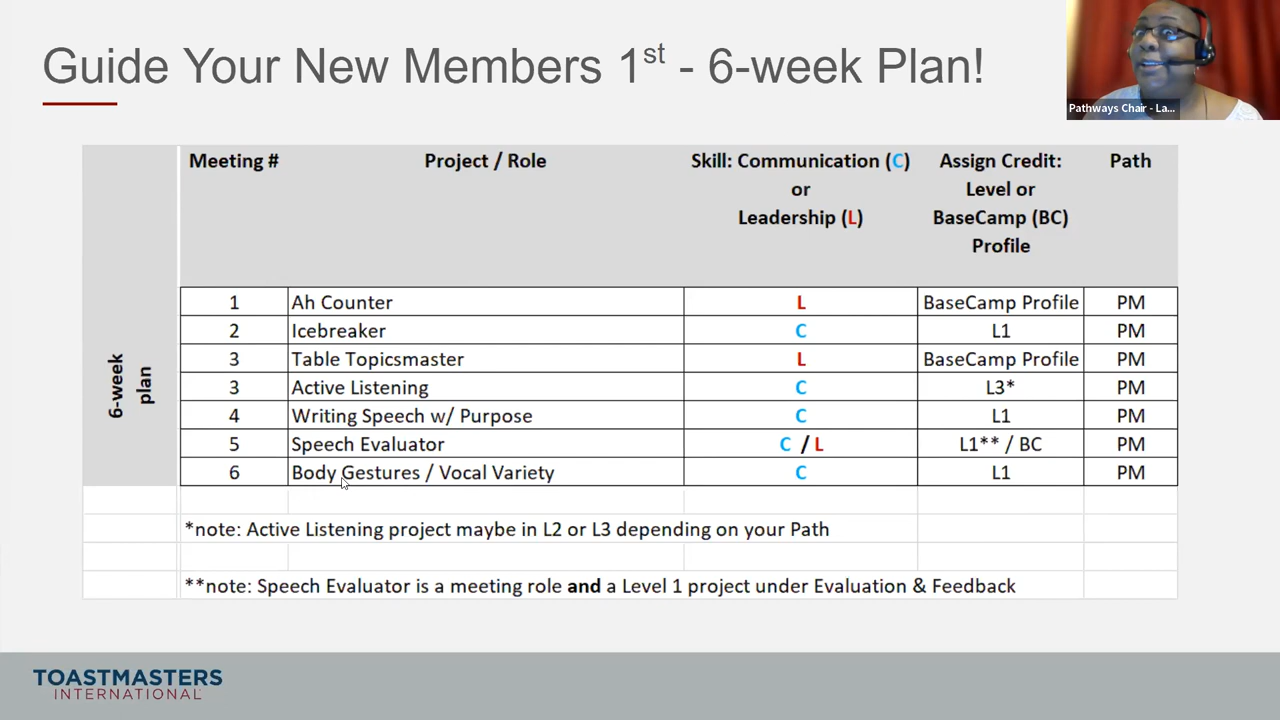 Guide Your New Members 1st - 6-week Plan!
Pathways Chair - La...
Meeting # Project / Role Skill: Communication (C) or Leadership (L) Assign Credit: Level or BaseCamp (BC) Profile Path
6-week plan
1 Ah Counter L BaseCamp Profile PM
2 Icebreaker C L1 PM
3 Table Topicsmaster L BaseCamp Profile PM
3 Active Listening C L3* PM
4 Writing Speech w/ Purpose C L1 PM
5 Speech Evaluator C / L L1** / BC PM
6 Body Gestures / Vocal Variety C L1 PM
*note: Active Listening project maybe in L2 or L3 depending on your Path
**note: Speech Evaluator is a meeting role and a Level 1 project under Evaluation & Feedback
TOASTMASTERS
INTERNATIONAL